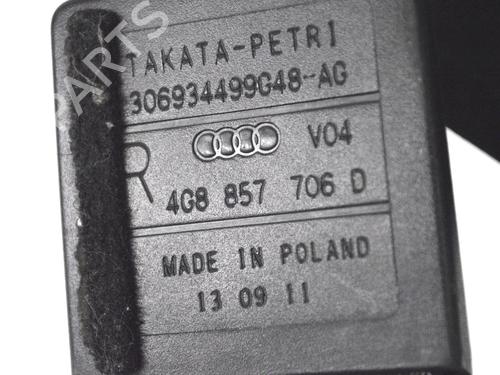 TAKATA-PETRI
306934499G48-AG
R V04
4G8 857 706 D
MADE IN POLAND
13 09 11
PARTS